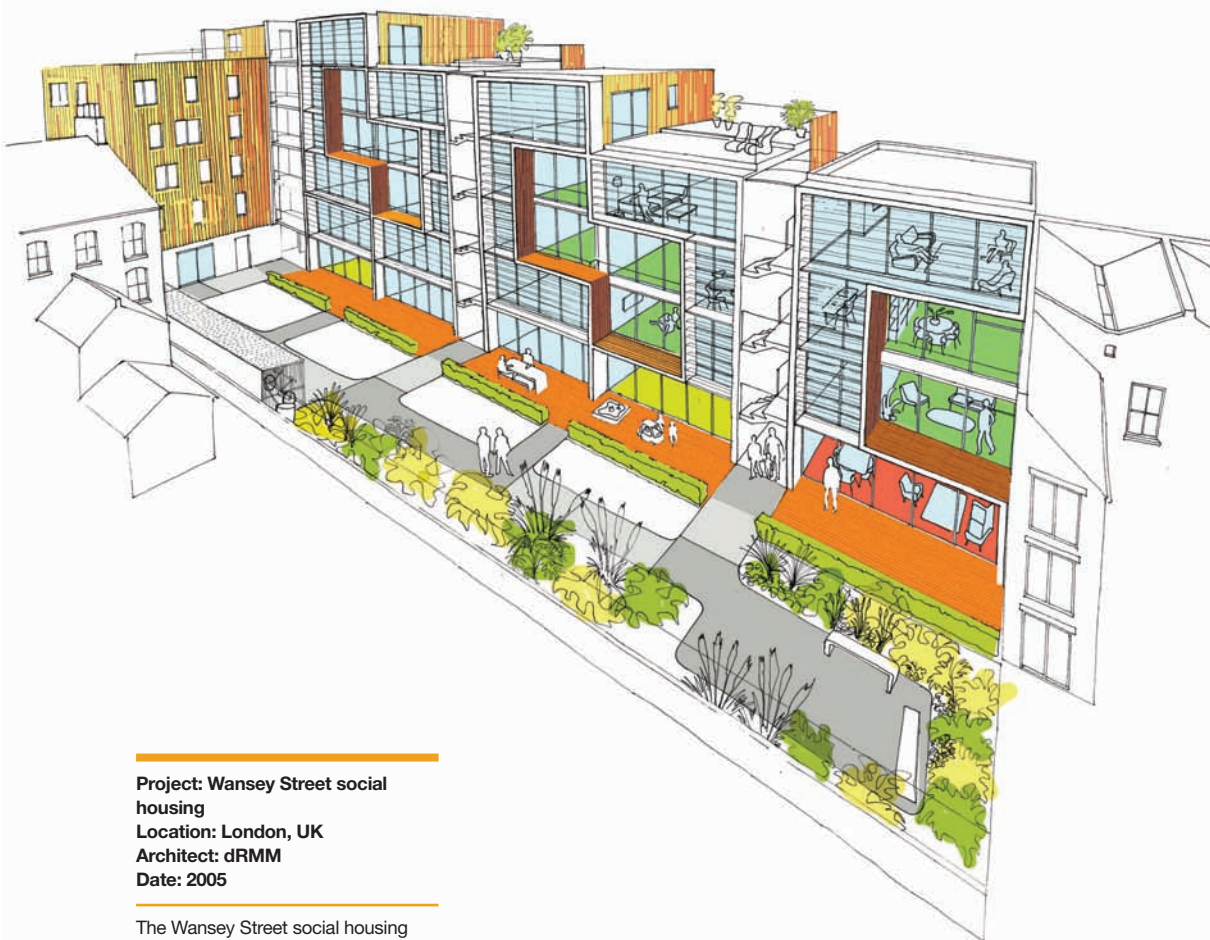 Project: Wansey Street social
housing
Location: London, UK
Architect: dRMM
Date: 2005
The Wansey Street social housing